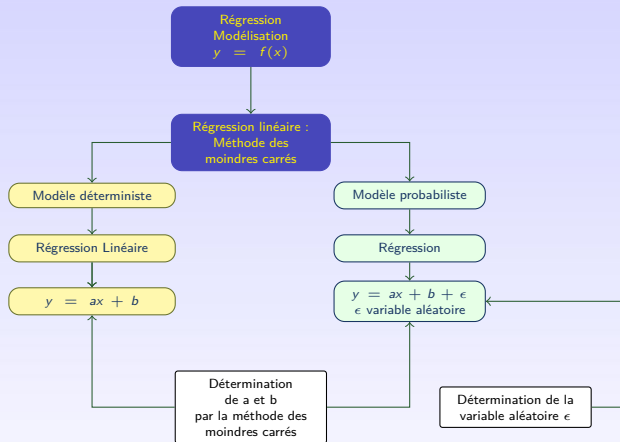 Régression
Modélisation
y = f(x)
Régression linéaire :
Méthode des
moindres carrés
Modèle déterministe
Modèle probabiliste
Régression Linéaire
Régression
y = ax + b
y = ax + b + ϵ
ϵ variable aléatoire
Détermination
de a et b
par la méthode des
moindres carrés
Détermination de la
variable aléatoire ϵ